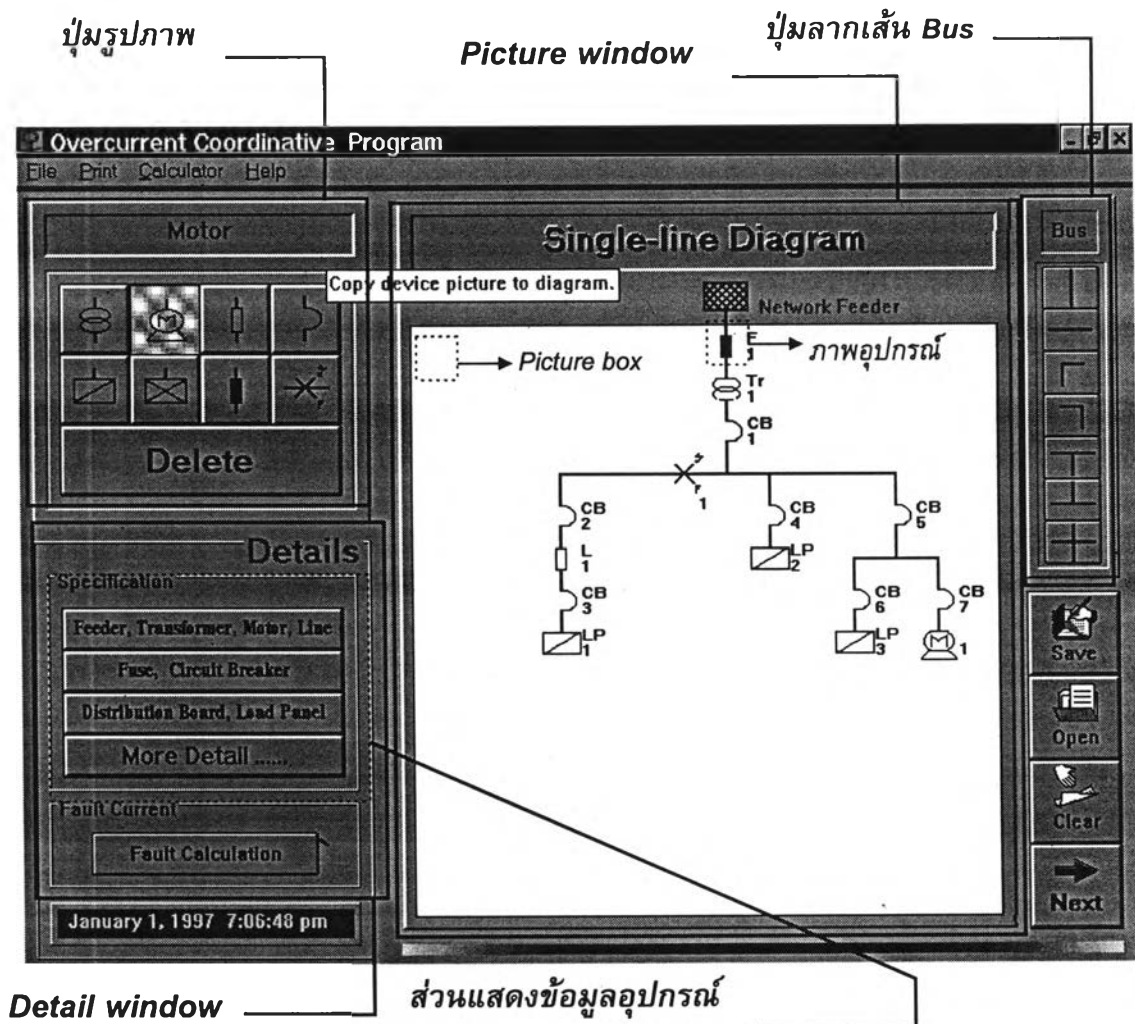 ปุ่มรูปภาพ
Picture window
ปุ่มลากเส้น Bus
Overcurrent Coordinative Program
File Print Calculator Help
Motor
Single-line Diagram
Bus
Copy device picture to diagram.
Network Feeder
Picture box
F
1
ภาพอุปกรณ์
Tr
1
CB
1
Delete
1
CB
2
CB
4
CB
5
L
1
LP
2
CB
3
CB
6
CB
7
LP
1
LP
3
M
1
Details
Specification
Feeder, Transformer, Motor, Line
Fuse, Circuit Breaker
Distribution Board, Load Panel
More Detail ......
Fault Current
Fault Calculation
January 1, 1997 7:06:48 pm
Save
Open
Clear
Next
Detail window
ส่วนแสดงข้อมูลอุปกรณ์